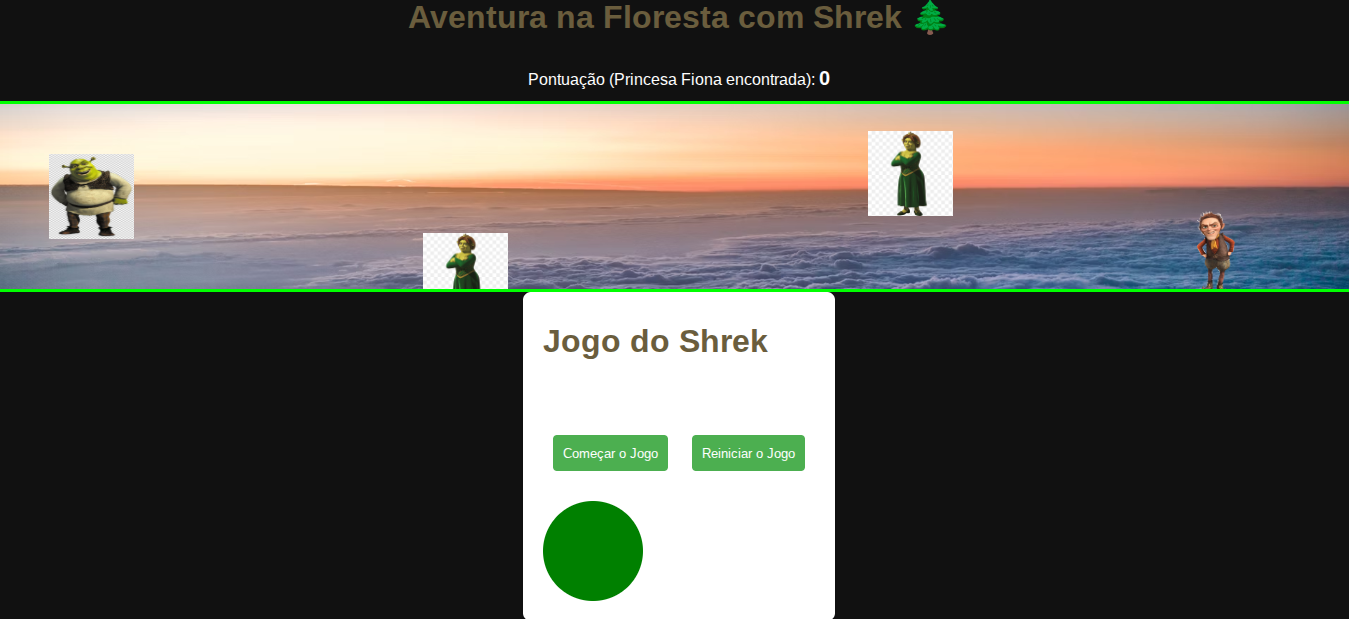 Aventura na Floresta com Shrek 🌲
Pontuação (Princesa Fiona encontrada): 0
Jogo do Shrek
Começar o Jogo
Reiniciar o Jogo